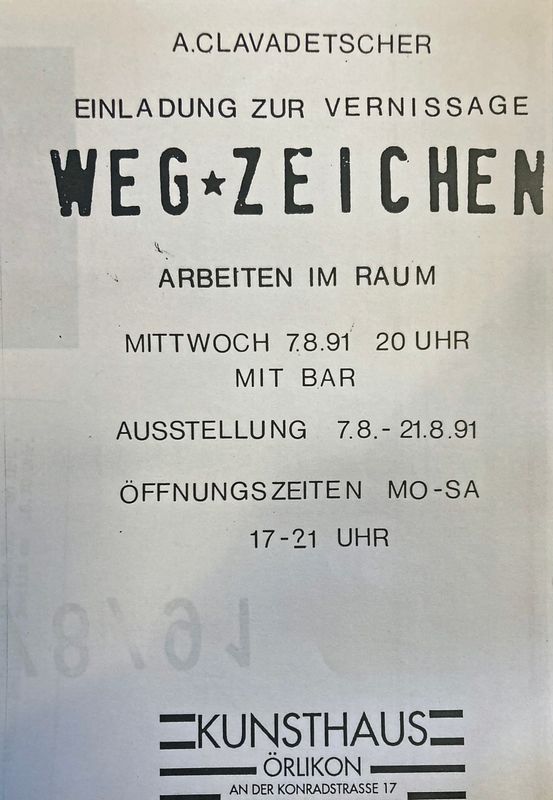 A.CLAVADETSCHER
EINLADUNG ZUR VERNISSAGE
WEG★ZEICHEN
ARBEITEN IM RAUM
MITTWOCH 7.8.91 20 UHR
MIT BAR
AUSSTELLUNG 7.8.-21.8.91
ÖFFNUNGSZEITEN MO-SA
17-21 UHR
KUNSTHAUS
ÖRLIKON
AN DER KONRADSTRASSE 17